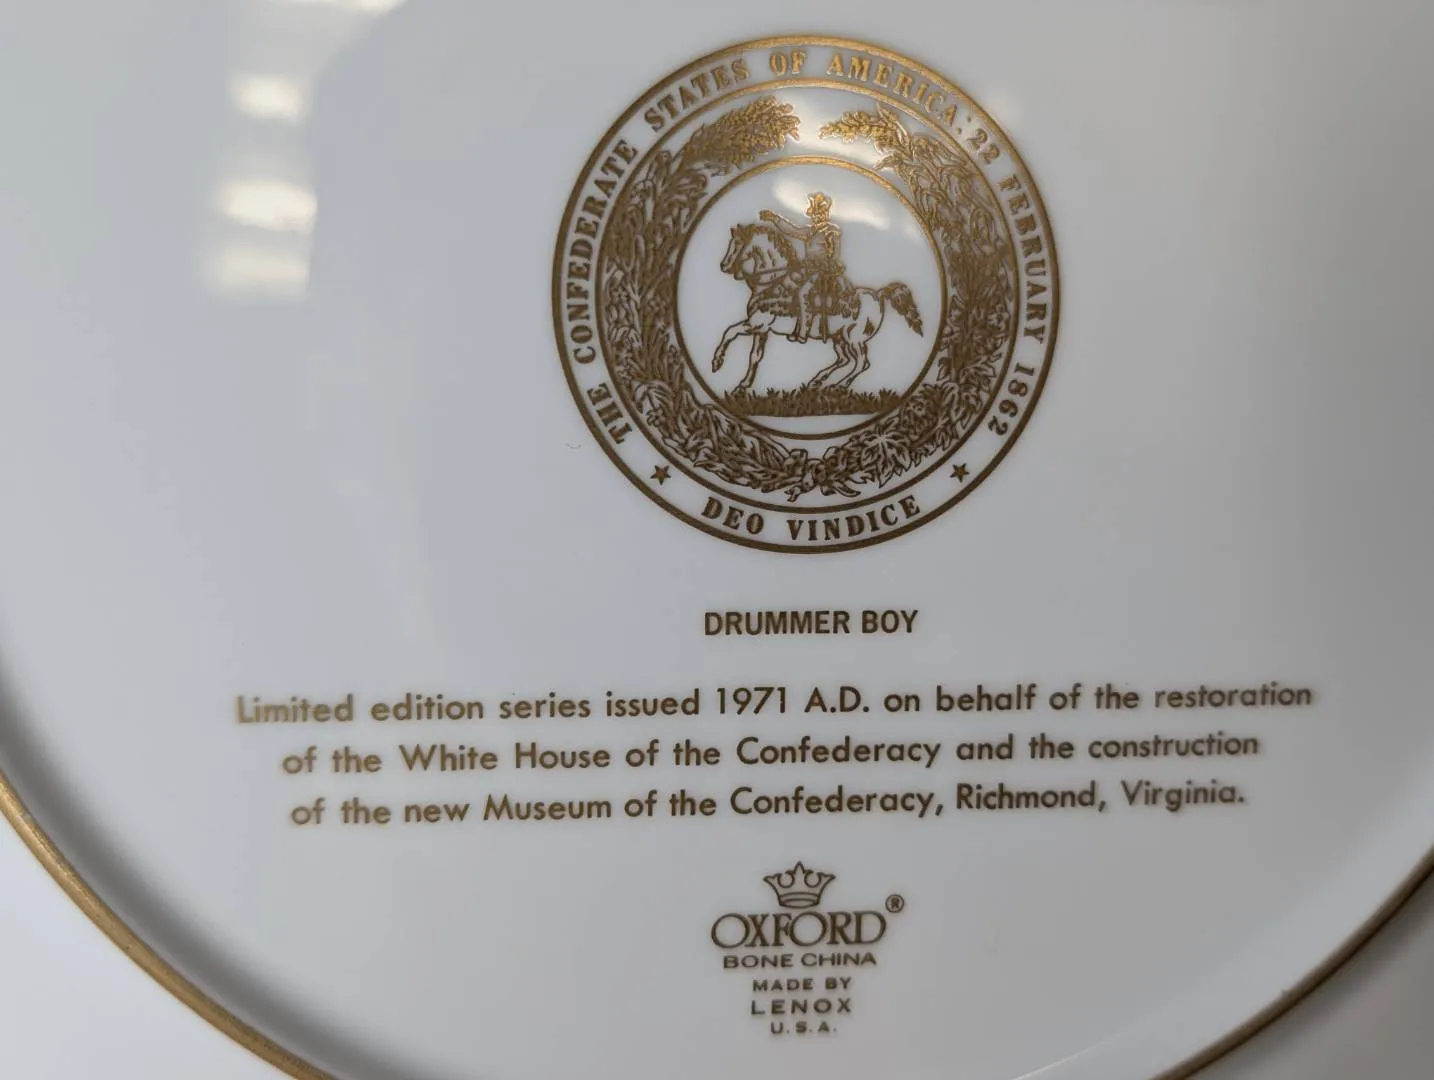 THE CONFEDERATE STATES OF AMERICA: 22 FEBRUARY 1862
DEO VINDICE
DRUMMER BOY
Limited edition series issued 1971 A.D. on behalf of the restoration
of the White House of the Confederacy and the construction
of the new Museum of the Confederacy, Richmond, Virginia.
OXFORD®
BONE CHINA
MADE BY
LENOX
U.S.A.